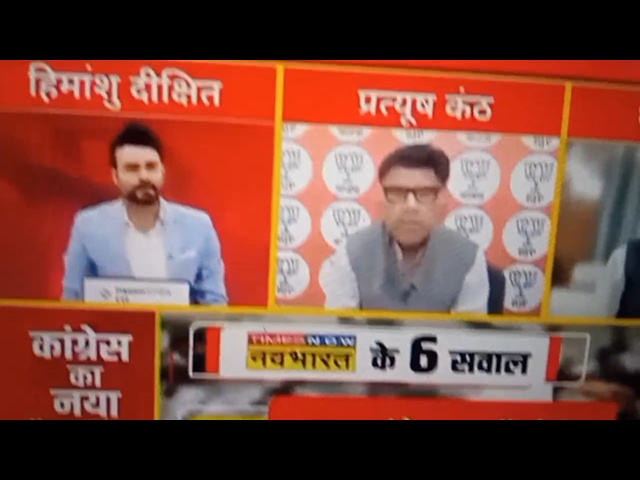 हिमांशु दीक्षित
प्रत्यूष कंठ
कांग्रेस
का
नया
TIMES NOW
नवभारत के 6 सवाल